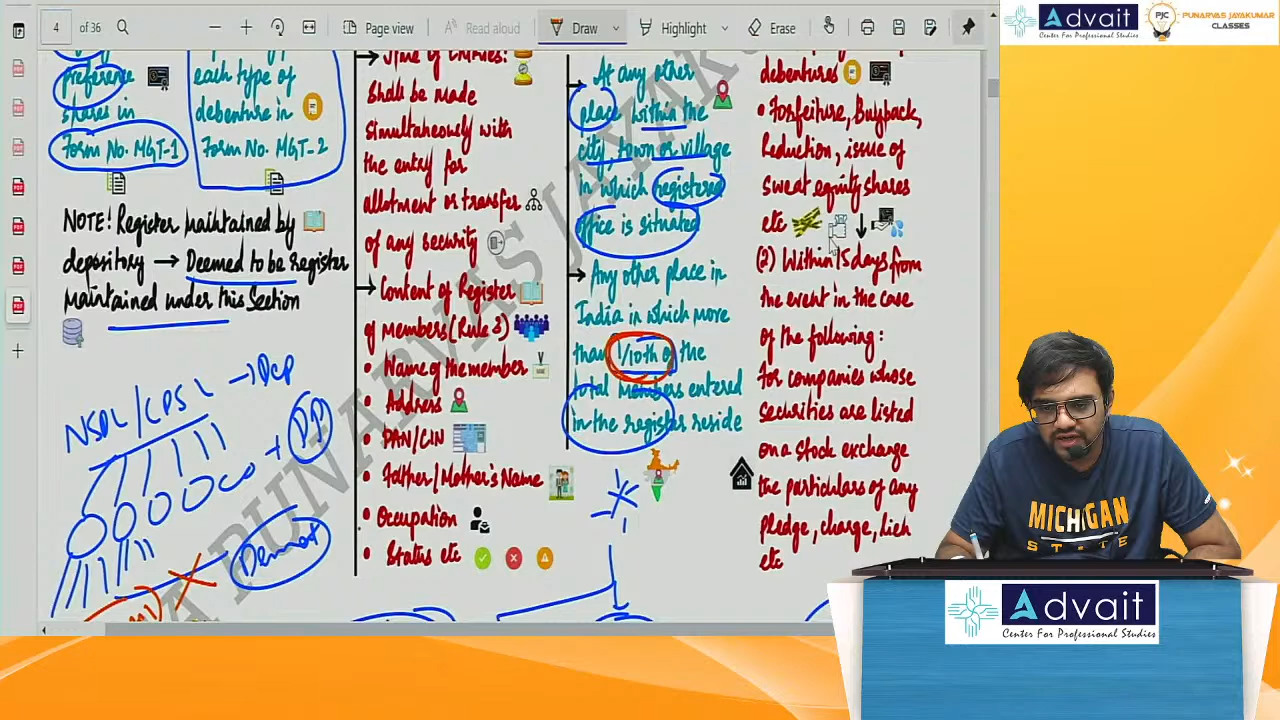 4 of 36
Page view
Read aloud
Draw
Highlight
Erase
Advait
Center For Professional Studies
PJC
PUNARVAS JAYAKUMAR
CLASSES
preference
shares in
Form No. MGT-1
each type of
debenture in
Form No. MGT-2
NOTE: Register maintained by
depository → Deemed to be register
maintained under this Section
NSDL/CDSL → Dep
+ DP
Demat
→ Time of Entries:
Shall be made
simultaneously with
the entry for
allotment or transfer
of any security
→ Content of Register
of members (Rule 3)
• Name of the member
• Address
• PAN/CIN
• Father/Mother's Name
• Occupation
• Status etc
→ At any other
place within the
city, town or village
in which registered
office is situated
→ Any other place in
India in which more
than 1/10th of the
total members entered
in the register reside
debentures
• Forfeiture, Buyback,
Reduction, issue of
sweat equity shares
etc
(2) Within 15 days from
the event in the case
of the following:
For companies whose
securities are listed
on a stock exchange
the particulars of any
pledge, charge, lien
etc
A PUNARVAS JAYAK
MICHIGAN
STATE
Advait
Center For Professional Studies